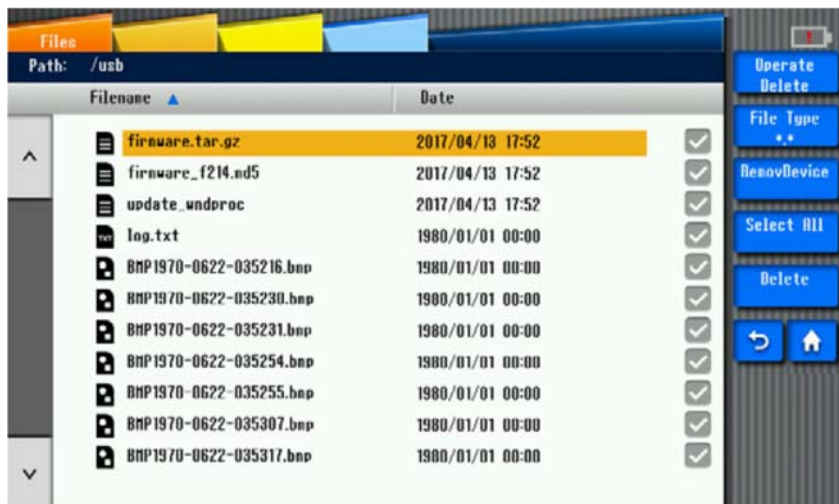 Files
Path: /usb
Operate
Delete
Filename Date
File Type
*.*
firmware.tar.gz 2017/04/13 17:52
firmware_f214.md5 2017/04/13 17:52
RemovDevice
update_wndproc 2017/04/13 17:52
Select All
log.txt 1980/01/01 00:00
BMP1970-0622-035216.bmp 1980/01/01 00:00
Delete
BMP1970-0622-035230.bmp 1980/01/01 00:00
BMP1970-0622-035231.bmp 1980/01/01 00:00
BMP1970-0622-035254.bmp 1980/01/01 00:00
BMP1970-0622-035255.bmp 1980/01/01 00:00
BMP1970-0622-035307.bmp 1980/01/01 00:00
BMP1970-0622-035317.bmp 1980/01/01 00:00